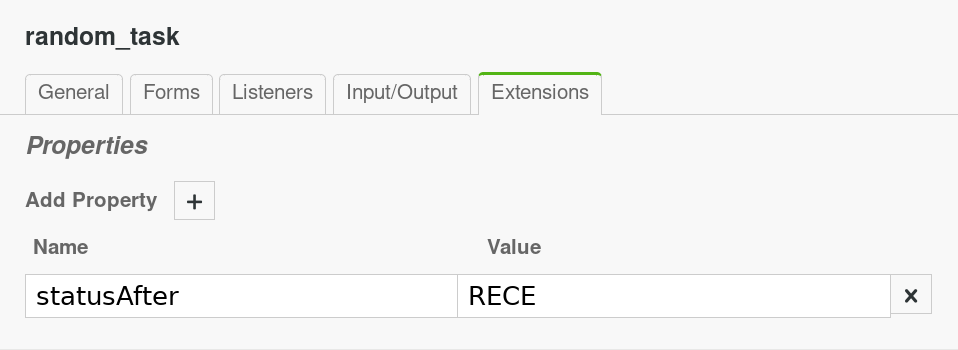 random_task
General Forms Listeners Input/Output Extensions
Properties
Add Property +
Name Value
statusAfter RECE x